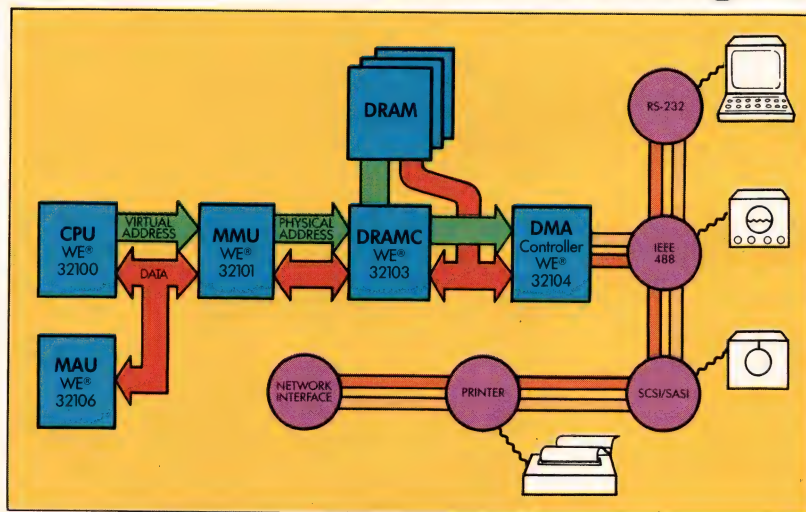 DRAM
RS-232
CPU
WE®
32100
VIRTUAL
ADDRESS
MMU
WE®
32101
PHYSICAL
ADDRESS
DRAMC
WE®
32103
DMA
Controller
WE®
32104
IEEE
488
DATA
MAU
WE®
32106
NETWORK
INTERFACE
PRINTER
SCSI/SASI